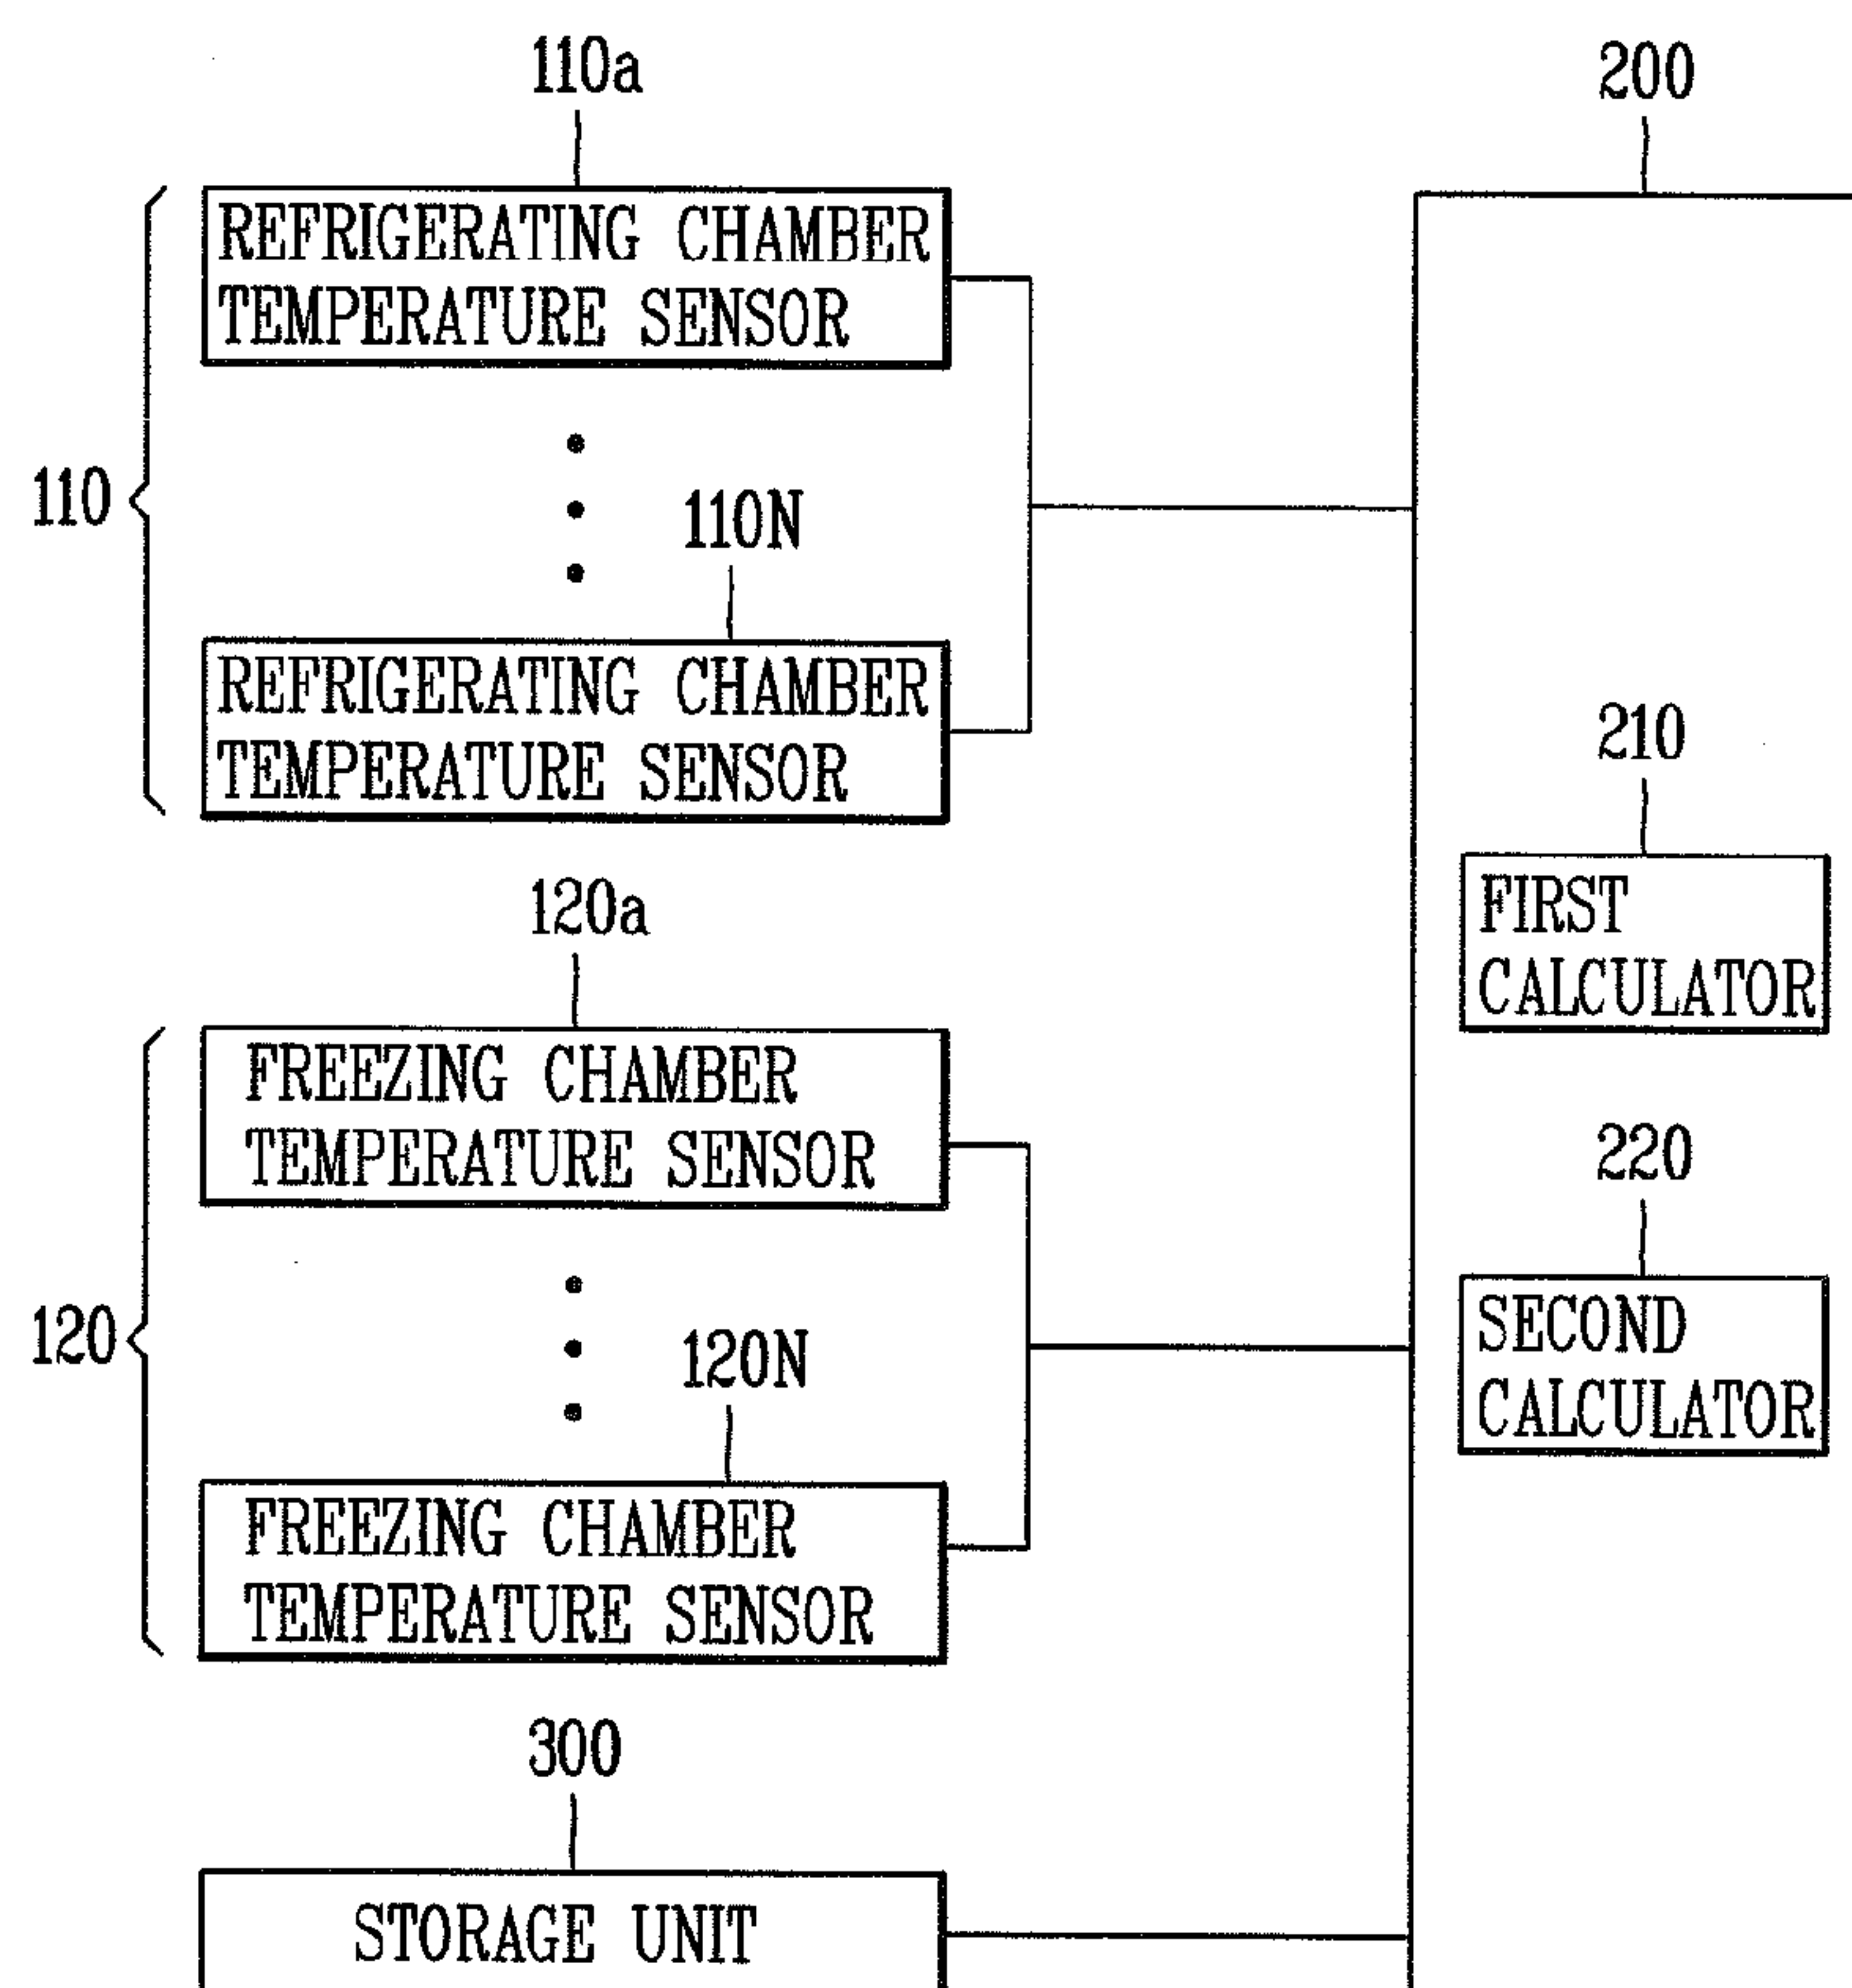 110a
200
REFRIGERATING CHAMBER
TEMPERATURE SENSOR
110
110N
REFRIGERATING CHAMBER
TEMPERATURE SENSOR
210
FIRST
CALCULATOR
120a
FREEZING CHAMBER
TEMPERATURE SENSOR
220
SECOND
CALCULATOR
120
120N
FREEZING CHAMBER
TEMPERATURE SENSOR
300
STORAGE UNIT